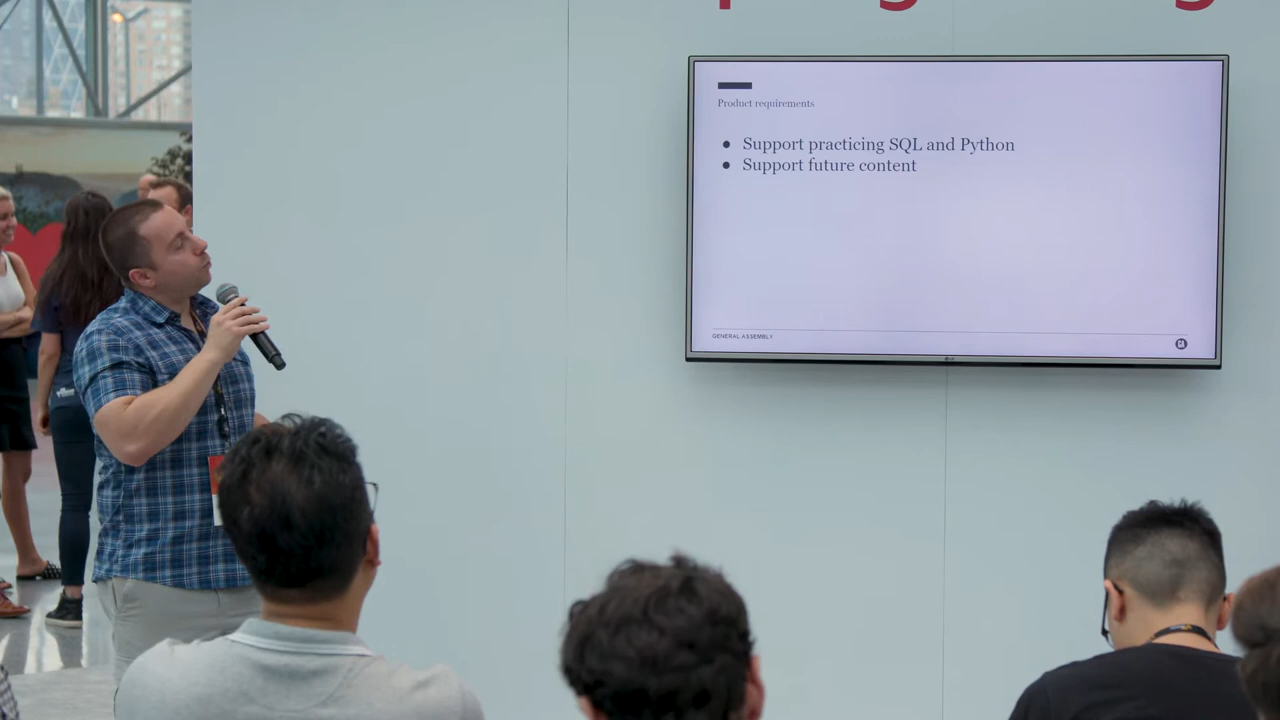 Product requirements
● Support practicing SQL and Python
● Support future content
GENERAL ASSEMBLY